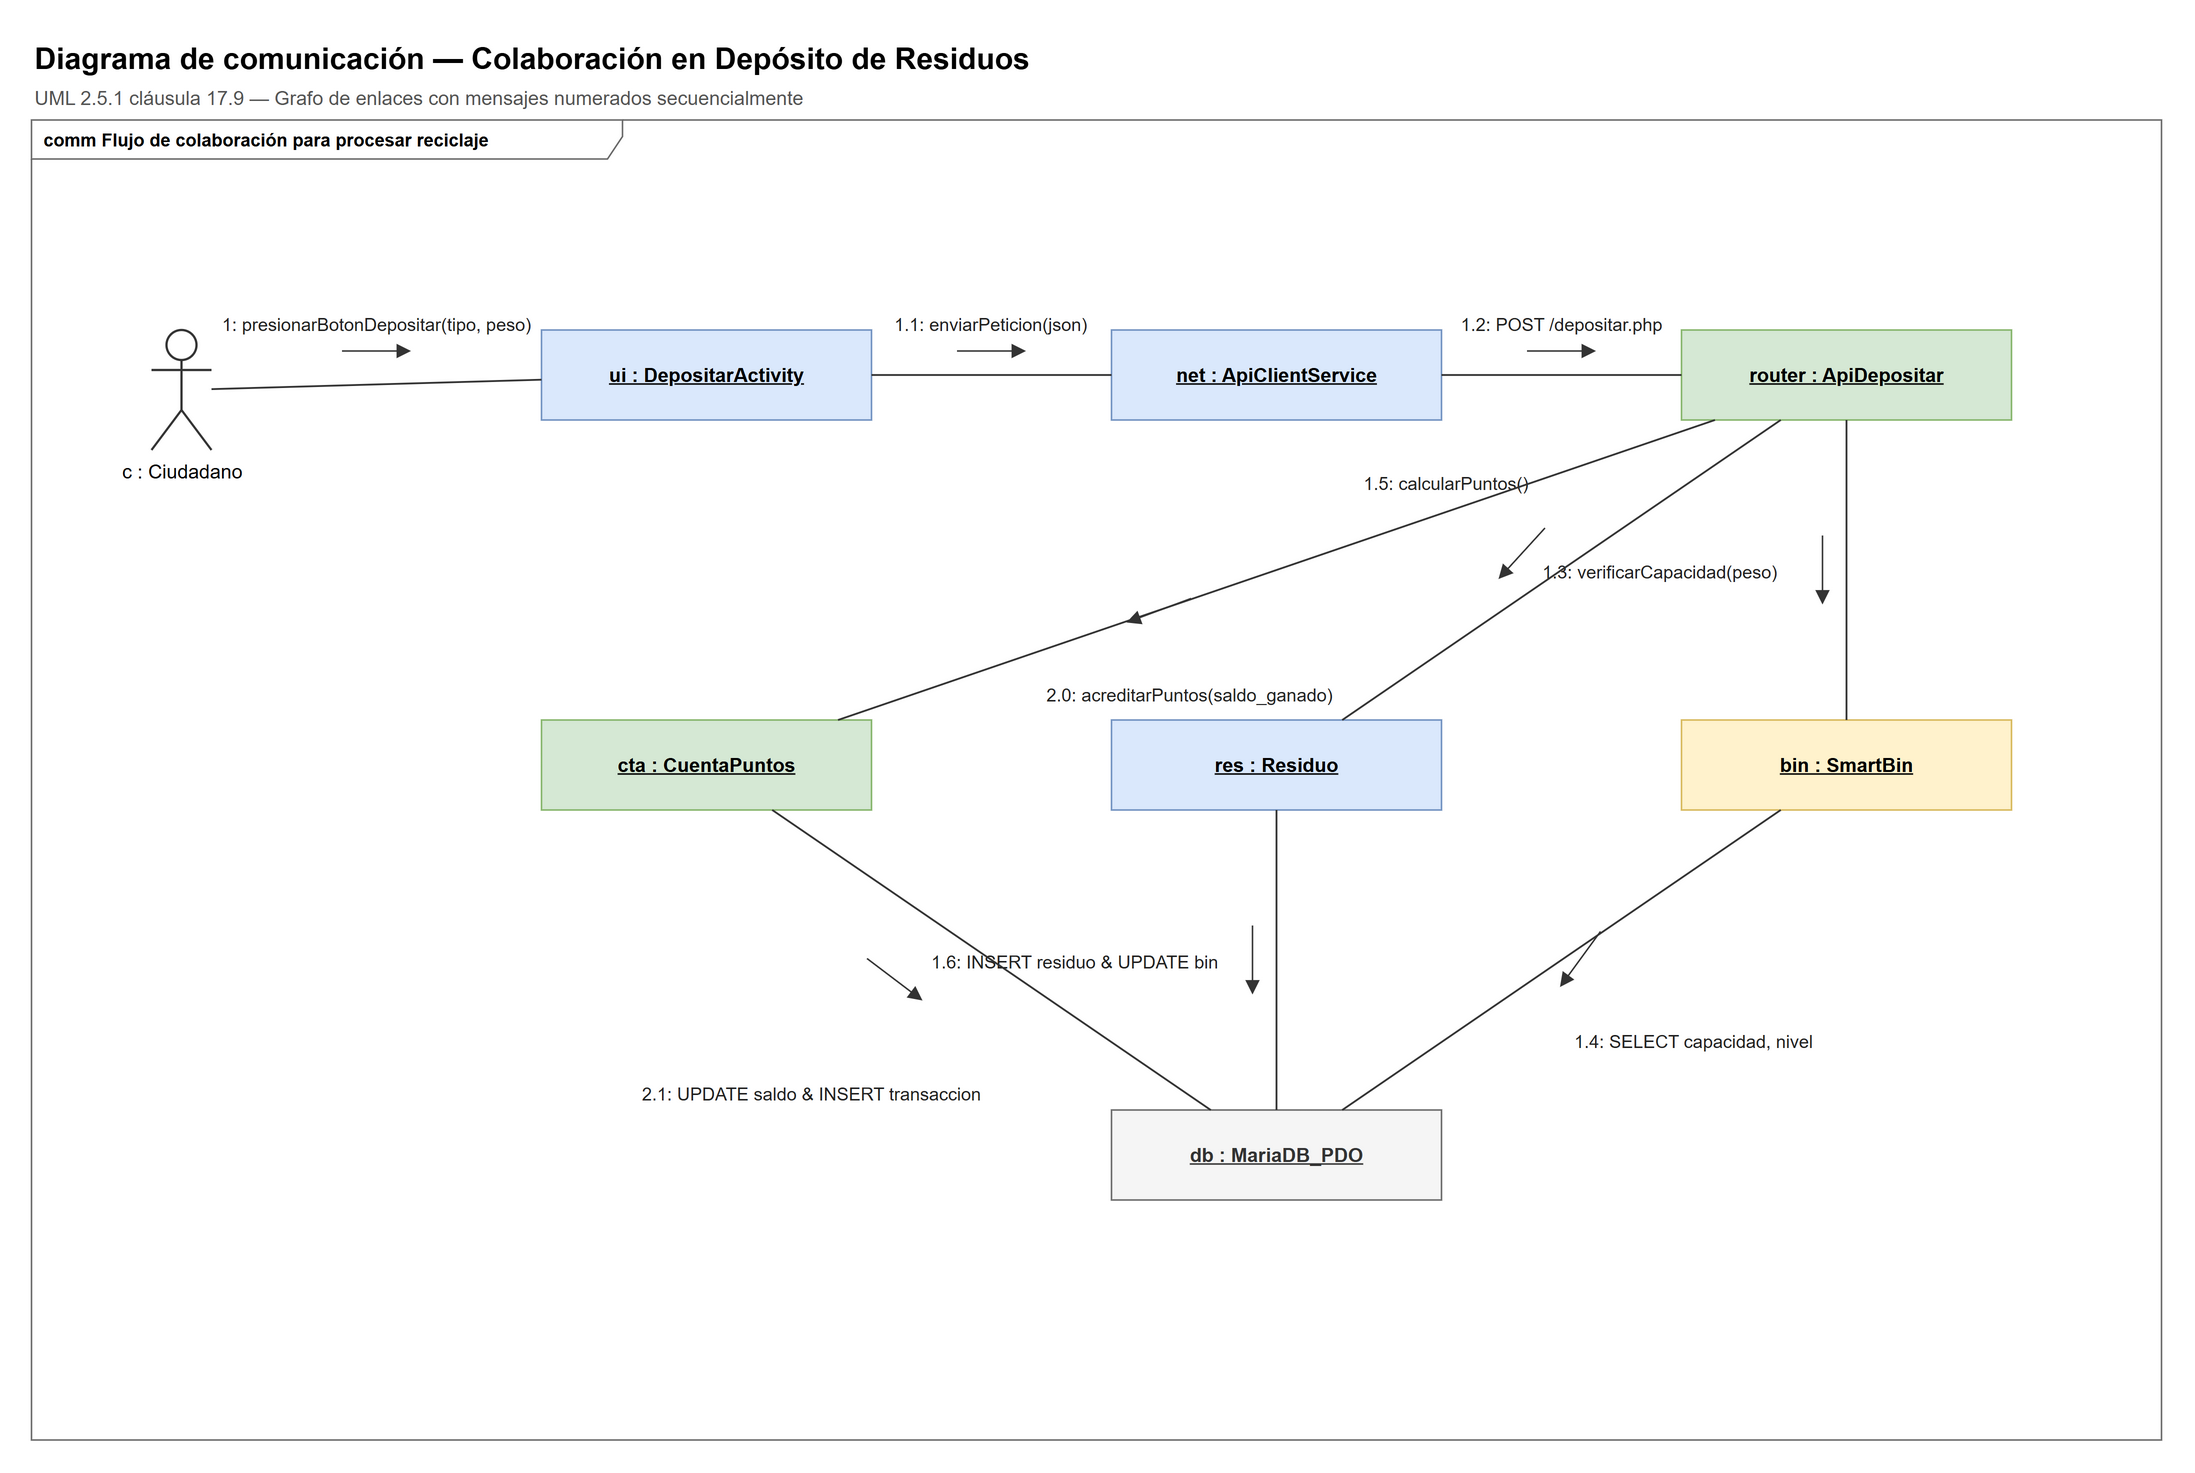 Diagrama de comunicación — Colaboración en Depósito de Residuos
UML 2.5.1 cláusula 17.9 — Grafo de enlaces con mensajes numerados secuencialmente
comm Flujo de colaboración para procesar reciclaje
1: presionarBotonDepositar(tipo, peso)
1.1: enviarPeticion(json)
1.2: POST /depositar.php
ui : DepositarActivity
net : ApiClientService
router : ApiDepositar
c : Ciudadano
1.5: calcularPuntos()
1.3: verificarCapacidad(peso)
2.0: acreditarPuntos(saldo_ganado)
cta : CuentaPuntos
res : Residuo
bin : SmartBin
1.6: INSERT residuo & UPDATE bin
1.4: SELECT capacidad, nivel
2.1: UPDATE saldo & INSERT transaccion
db : MariaDB_PDO